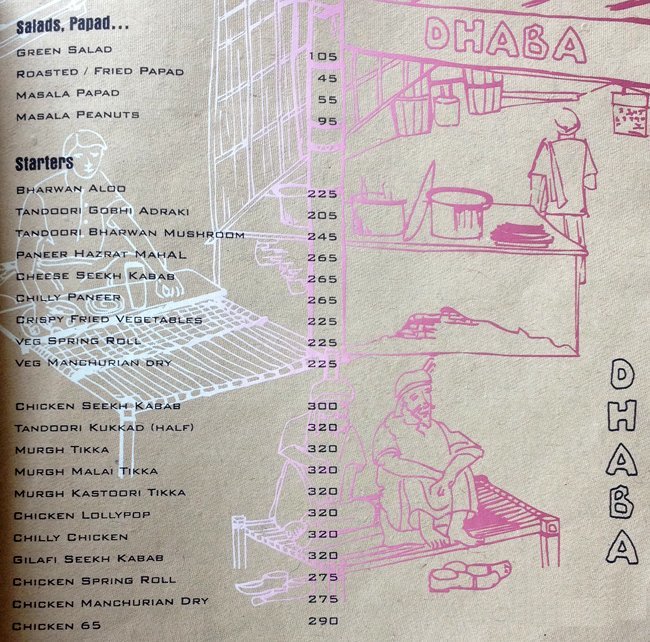 Salads, Papad...
Green Salad 105
Roasted / Fried Papad 45
Masala Papad 55
Masala Peanuts 95
Starters
Bharwan Aloo 225
Tandoori Gobhi Adraki 205
Tandoori Bharwan Mushroom 245
Paneer Hazrat Mahal 265
Cheese Seekh Kabab 265
Chilly Paneer 265
Crispy Fried Vegetables 225
Veg Spring Roll 225
Veg Manchurian dry 225
Chicken Seekh Kabab 300
Tandoori Kukkad (half) 320
Murgh Tikka 320
Murgh Malai Tikka 320
Murgh Kastoori Tikka 320
Chicken Lollypop 320
Chilly Chicken 320
Gilafi Seekh Kabab 320
Chicken Spring Roll 275
Chicken Manchurian Dry 275
Chicken 65 290
DHABA
DHABA